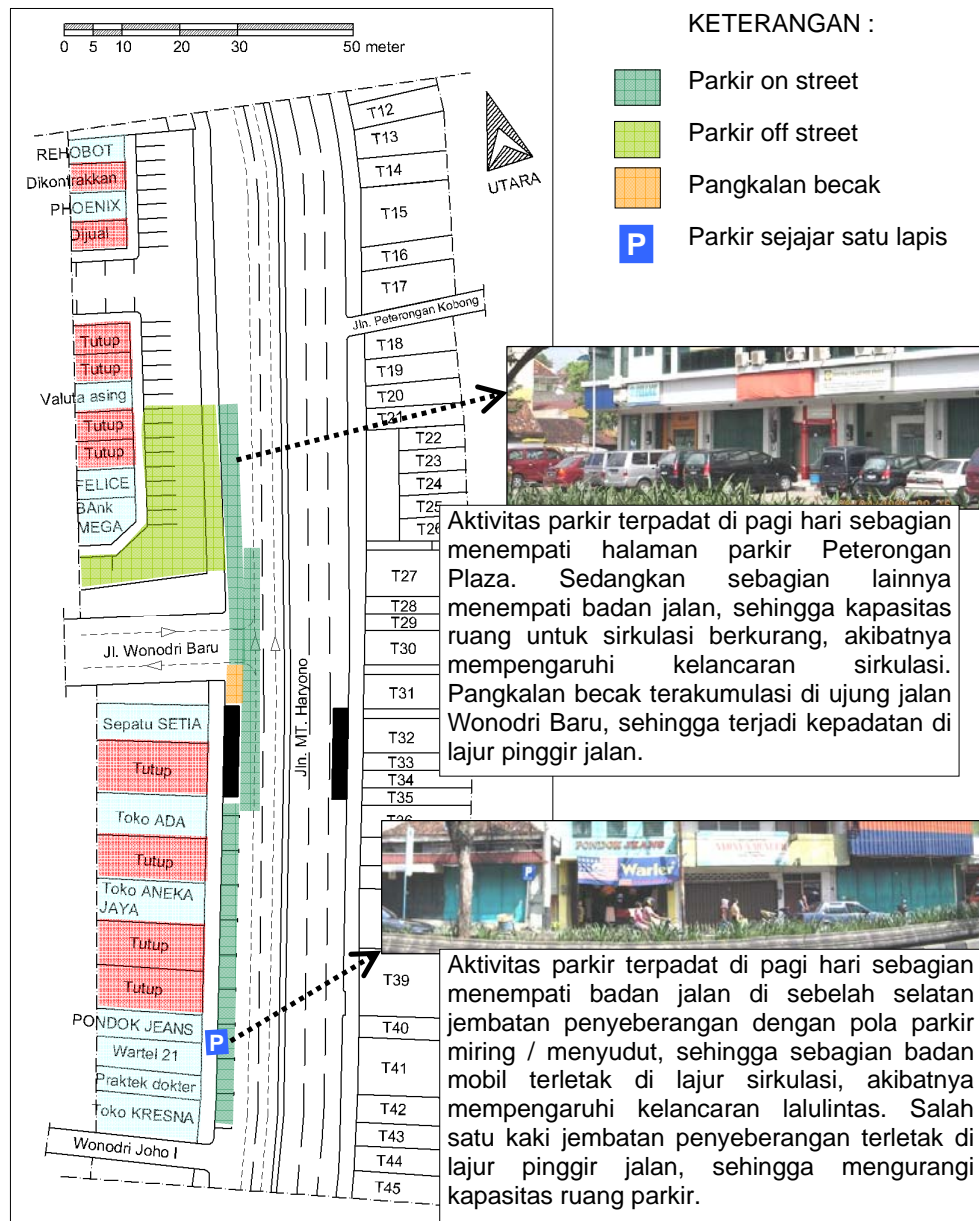 KETERANGAN :
Parkir on street
Parkir off street
Pangkalan becak
P
Parkir sejajar satu lapis
0 5 10 20 30 50 meter
UTARA
REHOBOT
Dikontrakkan
PHOENIX
Dijual
Tutup
Tutup
Valuta asing
Tutup
Tutup
FELICE
BAnk
MEGA
Jl. Wonodri Baru
Sepatu SETIA
Tutup
Toko ADA
Tutup
Toko ANEKA
JAYA
Tutup
Tutup
PONDOK JEANS
P
Wartel 21
Praktek dokter
Toko KRESNA
Wonodri Joho I
Jln. MT. Haryono
T12
T13
T14
T15
T16
T17
Jln. Peterongan Kobong
T18
T19
T20
T21
T22
T23
T24
T25
T26
T27
T28
T29
T30
T31
T32
T33
T34
T35
T36
T39
T40
T41
T42
T43
T44
T45
Aktivitas parkir terpadat di pagi hari sebagian
menempati halaman parkir Peterongan
Plaza. Sedangkan sebagian lainnya
menempati badan jalan, sehingga kapasitas
ruang untuk sirkulasi berkurang, akibatnya
mempengaruhi kelancaran sirkulasi.
Pangkalan becak terakumulasi di ujung jalan
Wonodri Baru, sehingga terjadi kepadatan di
lajur pinggir jalan.
PONDOK JEANS
Warter
P
Aktivitas parkir terpadat di pagi hari sebagian
menempati badan jalan di sebelah selatan
jembatan penyeberangan dengan pola parkir
miring / menyudut, sehingga sebagian badan
mobil terletak di lajur sirkulasi, akibatnya
mempengaruhi kelancaran lalulintas. Salah
satu kaki jembatan penyeberangan terletak di
lajur pinggir jalan, sehingga mengurangi
kapasitas ruang parkir.